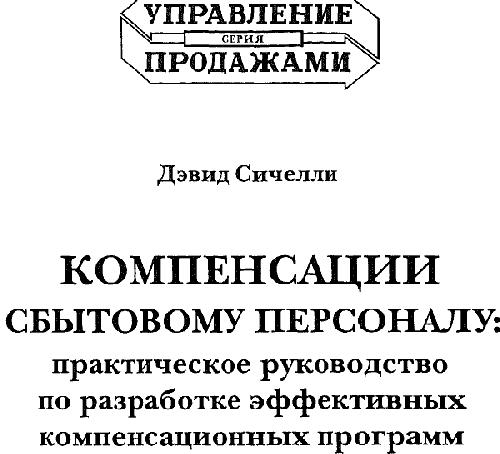 УПРАВЛЕНИЕ
СЕРИЯ
ПРОДАЖАМИ
Дэвид Сичелли
КОМПЕНСАЦИИ
СБЫТОВОМУ ПЕРСОНАЛУ:
практическое руководство
по разработке эффективных
компенсационных программ